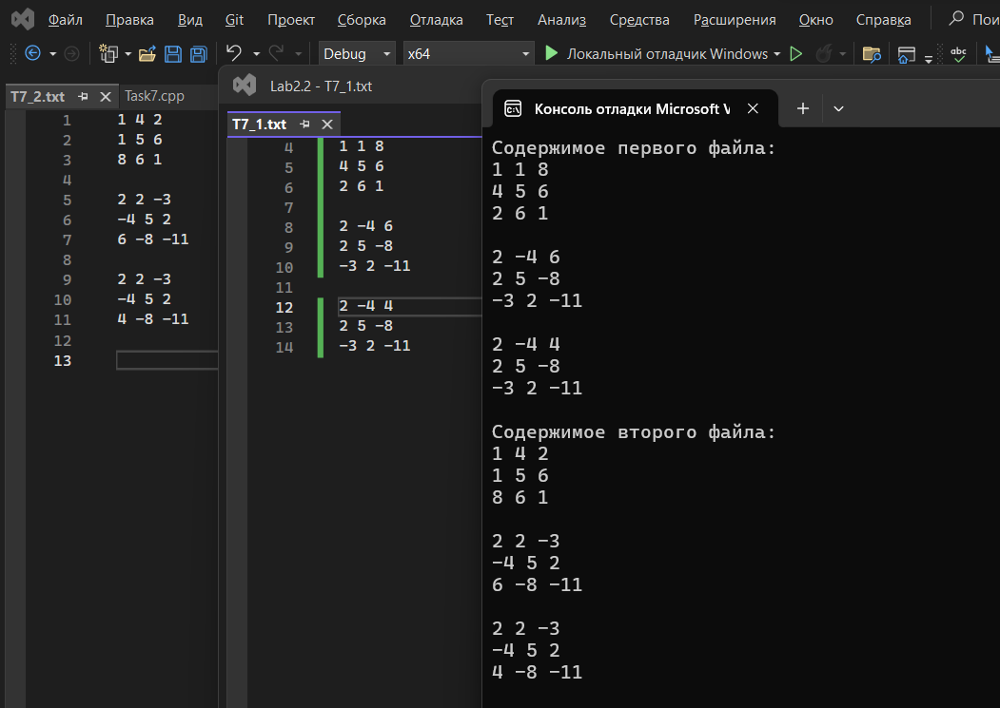 Файл Правка Вид Git Проект Сборка Отладка Тест Анализ Средства Расширения Окно Справка Пои
Debug x64 Локальный отладчик Windows abc
T7_2.txt Task7.cpp
1 1 4 2
2 1 5 6
3 8 6 1
4
5 2 2 -3
6 -4 5 2
7 6 -8 -11
8
9 2 2 -3
10 -4 5 2
11 4 -8 -11
12
13
Lab2.2 - T7_1.txt
T7_1.txt
4 1 1 8
5 4 5 6
6 2 6 1
7
8 2 -4 6
9 2 5 -8
10 -3 2 -11
11
12 2 -4 4
13 2 5 -8
14 -3 2 -11
C:\ Консоль отладки Microsoft V
Содержимое первого файла:
1 1 8
4 5 6
2 6 1
2 -4 6
2 5 -8
-3 2 -11
2 -4 4
2 5 -8
-3 2 -11
Содержимое второго файла:
1 4 2
1 5 6
8 6 1
2 2 -3
-4 5 2
6 -8 -11
2 2 -3
-4 5 2
4 -8 -11